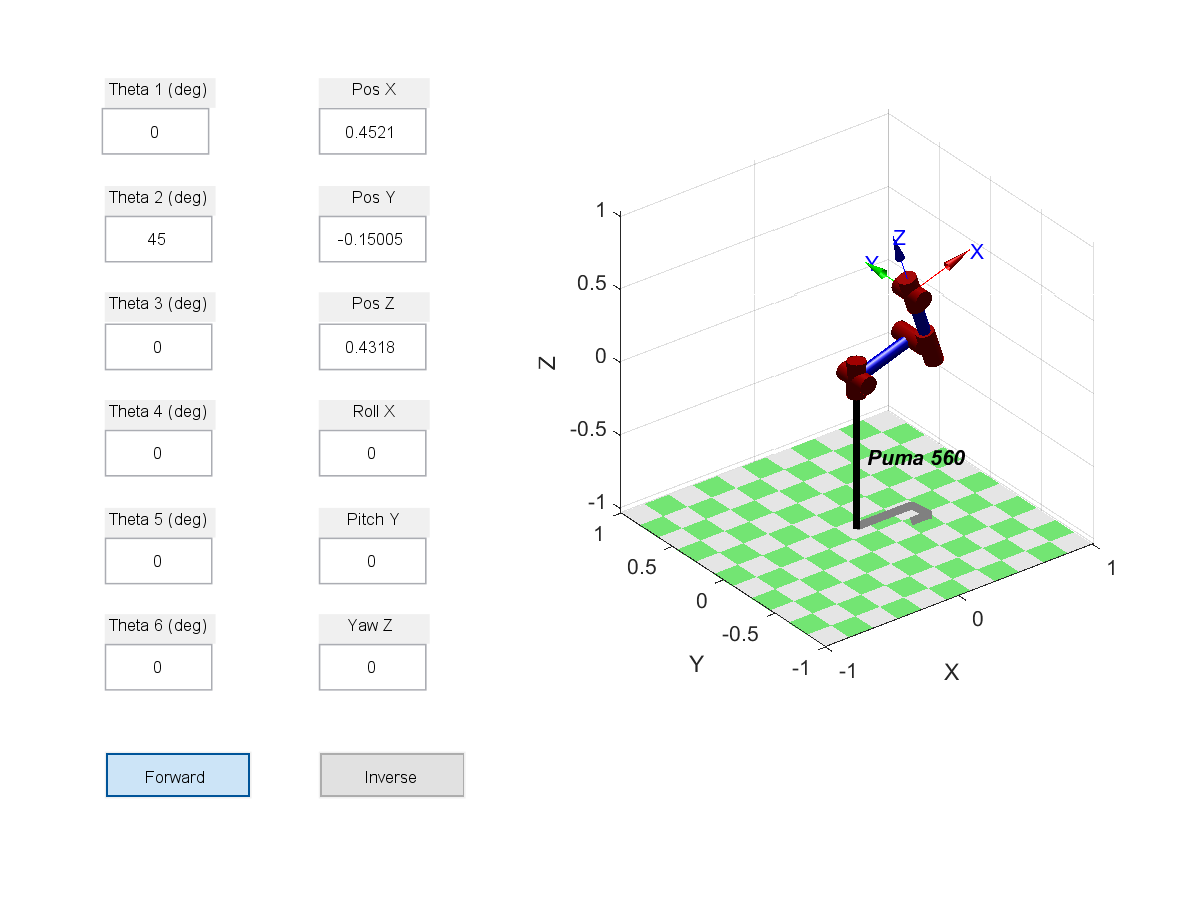 Theta 1 (deg)
0
Theta 2 (deg)
45
Theta 3 (deg)
0
Theta 4 (deg)
0
Theta 5 (deg)
0
Theta 6 (deg)
0
Forward
Pos X
0.4521
Pos Y
-0.15005
Pos Z
0.4318
Roll X
0
Pitch Y
0
Yaw Z
0
Inverse
Z
Y
X
Puma 560
1
0.5
0
-0.5
-1
Z
1
0.5
0
-0.5
-1
Y
-1
0
1
X